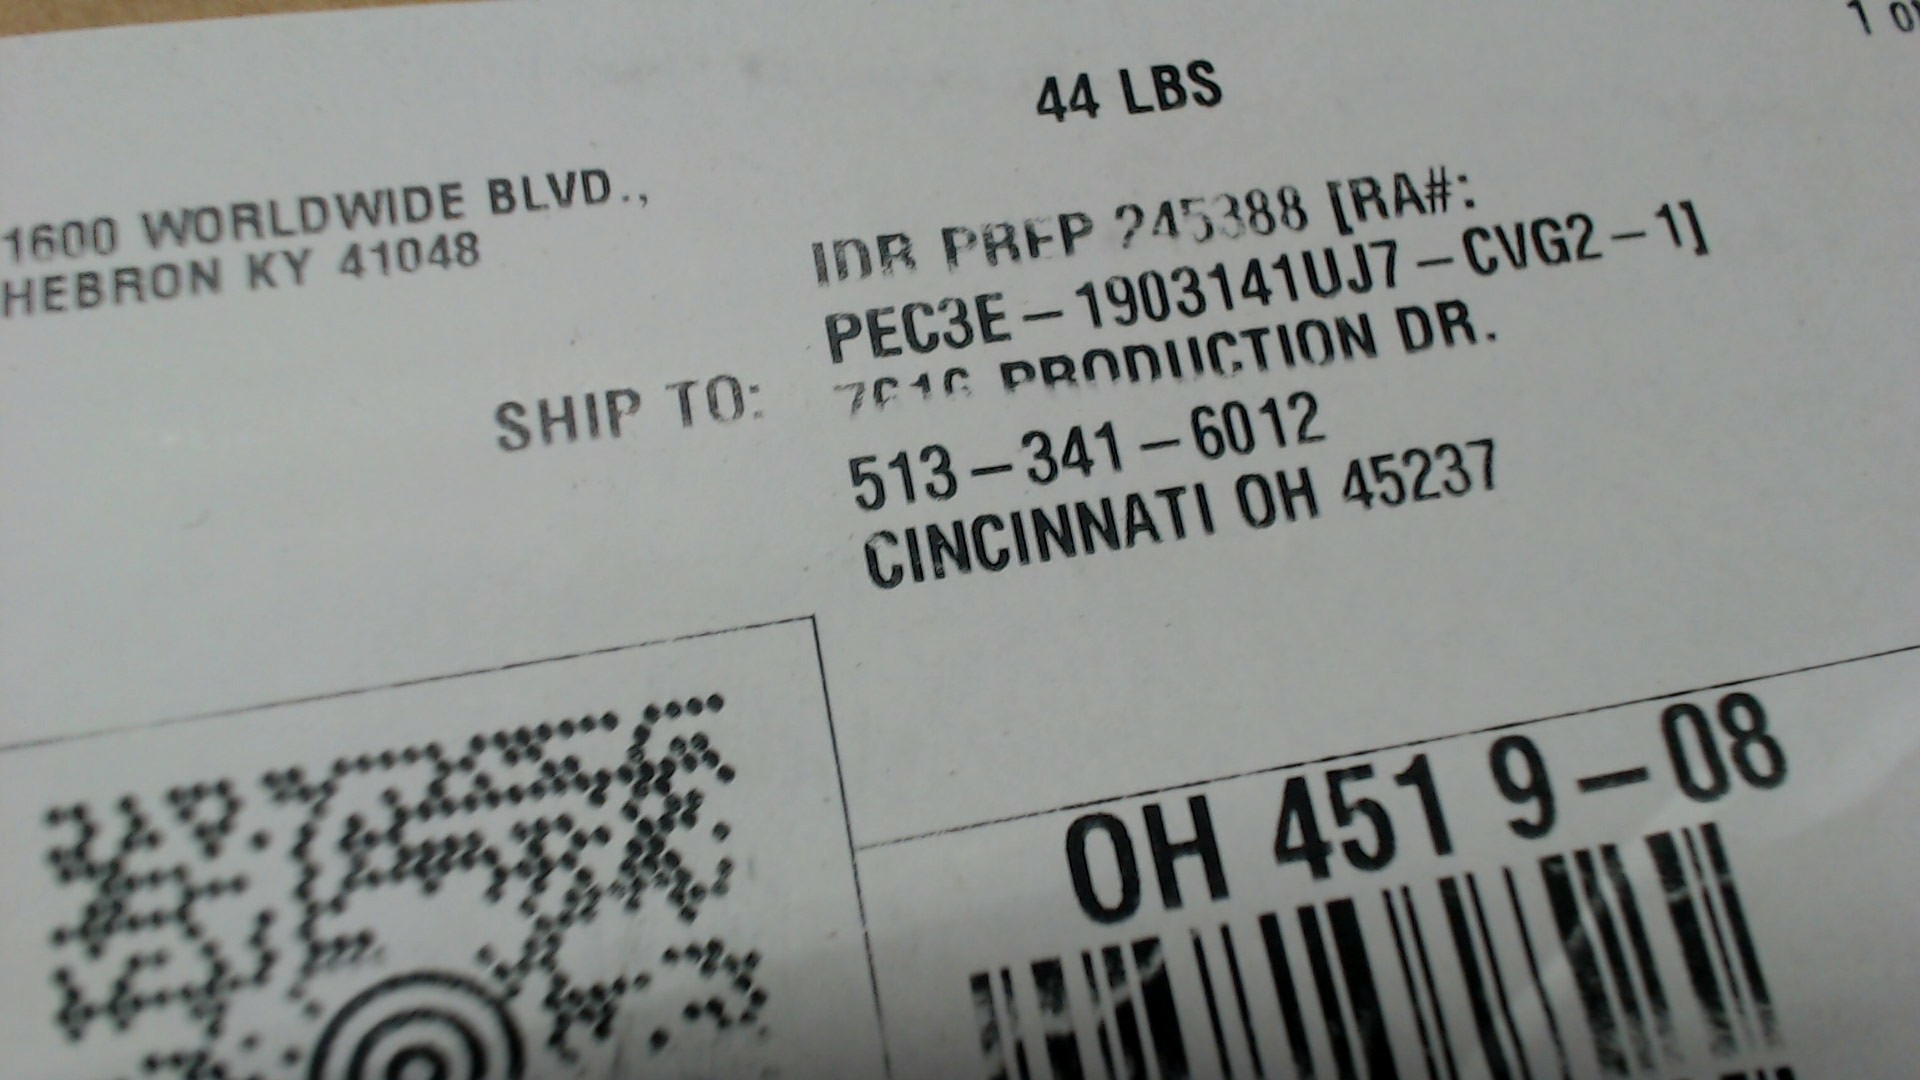 44 LBS
1600 WORLDWIDE BLVD.,
HEBRON KY 41048
SHIP TO:
IDR PREP 245388 [RA#:
PEC3E-1903141UJ7-CVG2-1]
PRODUCTION DR.
513-341-6012
CINCINNATI OH 45237
OH 451 9-08